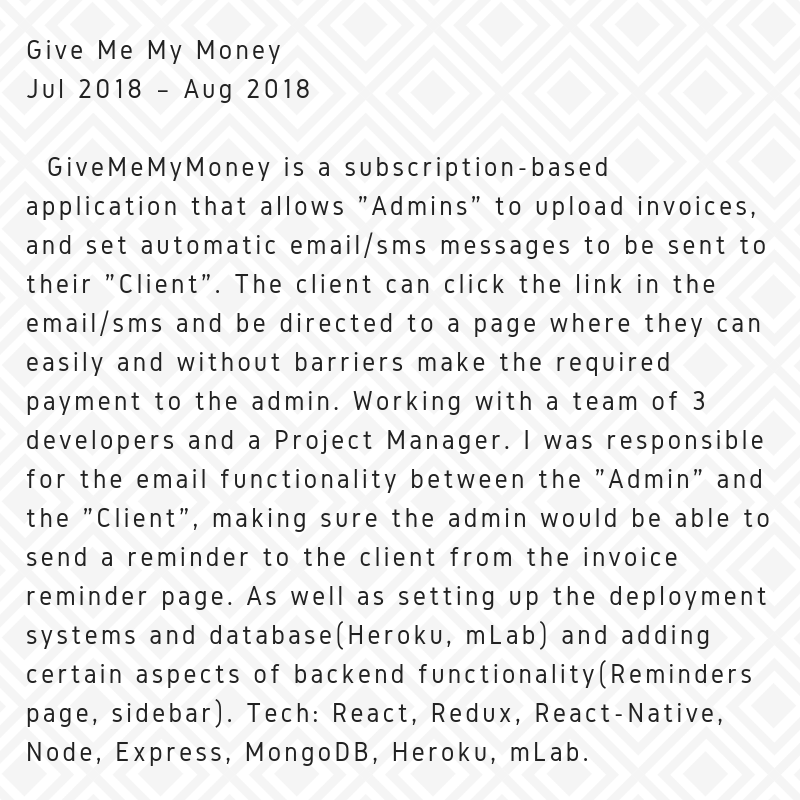 Give Me My Money
Jul 2018 – Aug 2018
GiveMeMyMoney is a subscription-based
application that allows ”Admins” to upload invoices,
and set automatic email/sms messages to be sent to
their ”Client”. The client can click the link in the
email/sms and be directed to a page where they can
easily and without barriers make the required
payment to the admin. Working with a team of 3
developers and a Project Manager. I was responsible
for the email functionality between the ”Admin” and
the ”Client”, making sure the admin would be able to
send a reminder to the client from the invoice
reminder page. As well as setting up the deployment
systems and database(Heroku, mLab) and adding
certain aspects of backend functionality(Reminders
page, sidebar). Tech: React, Redux, React-Native,
Node, Express, MongoDB, Heroku, mLab.